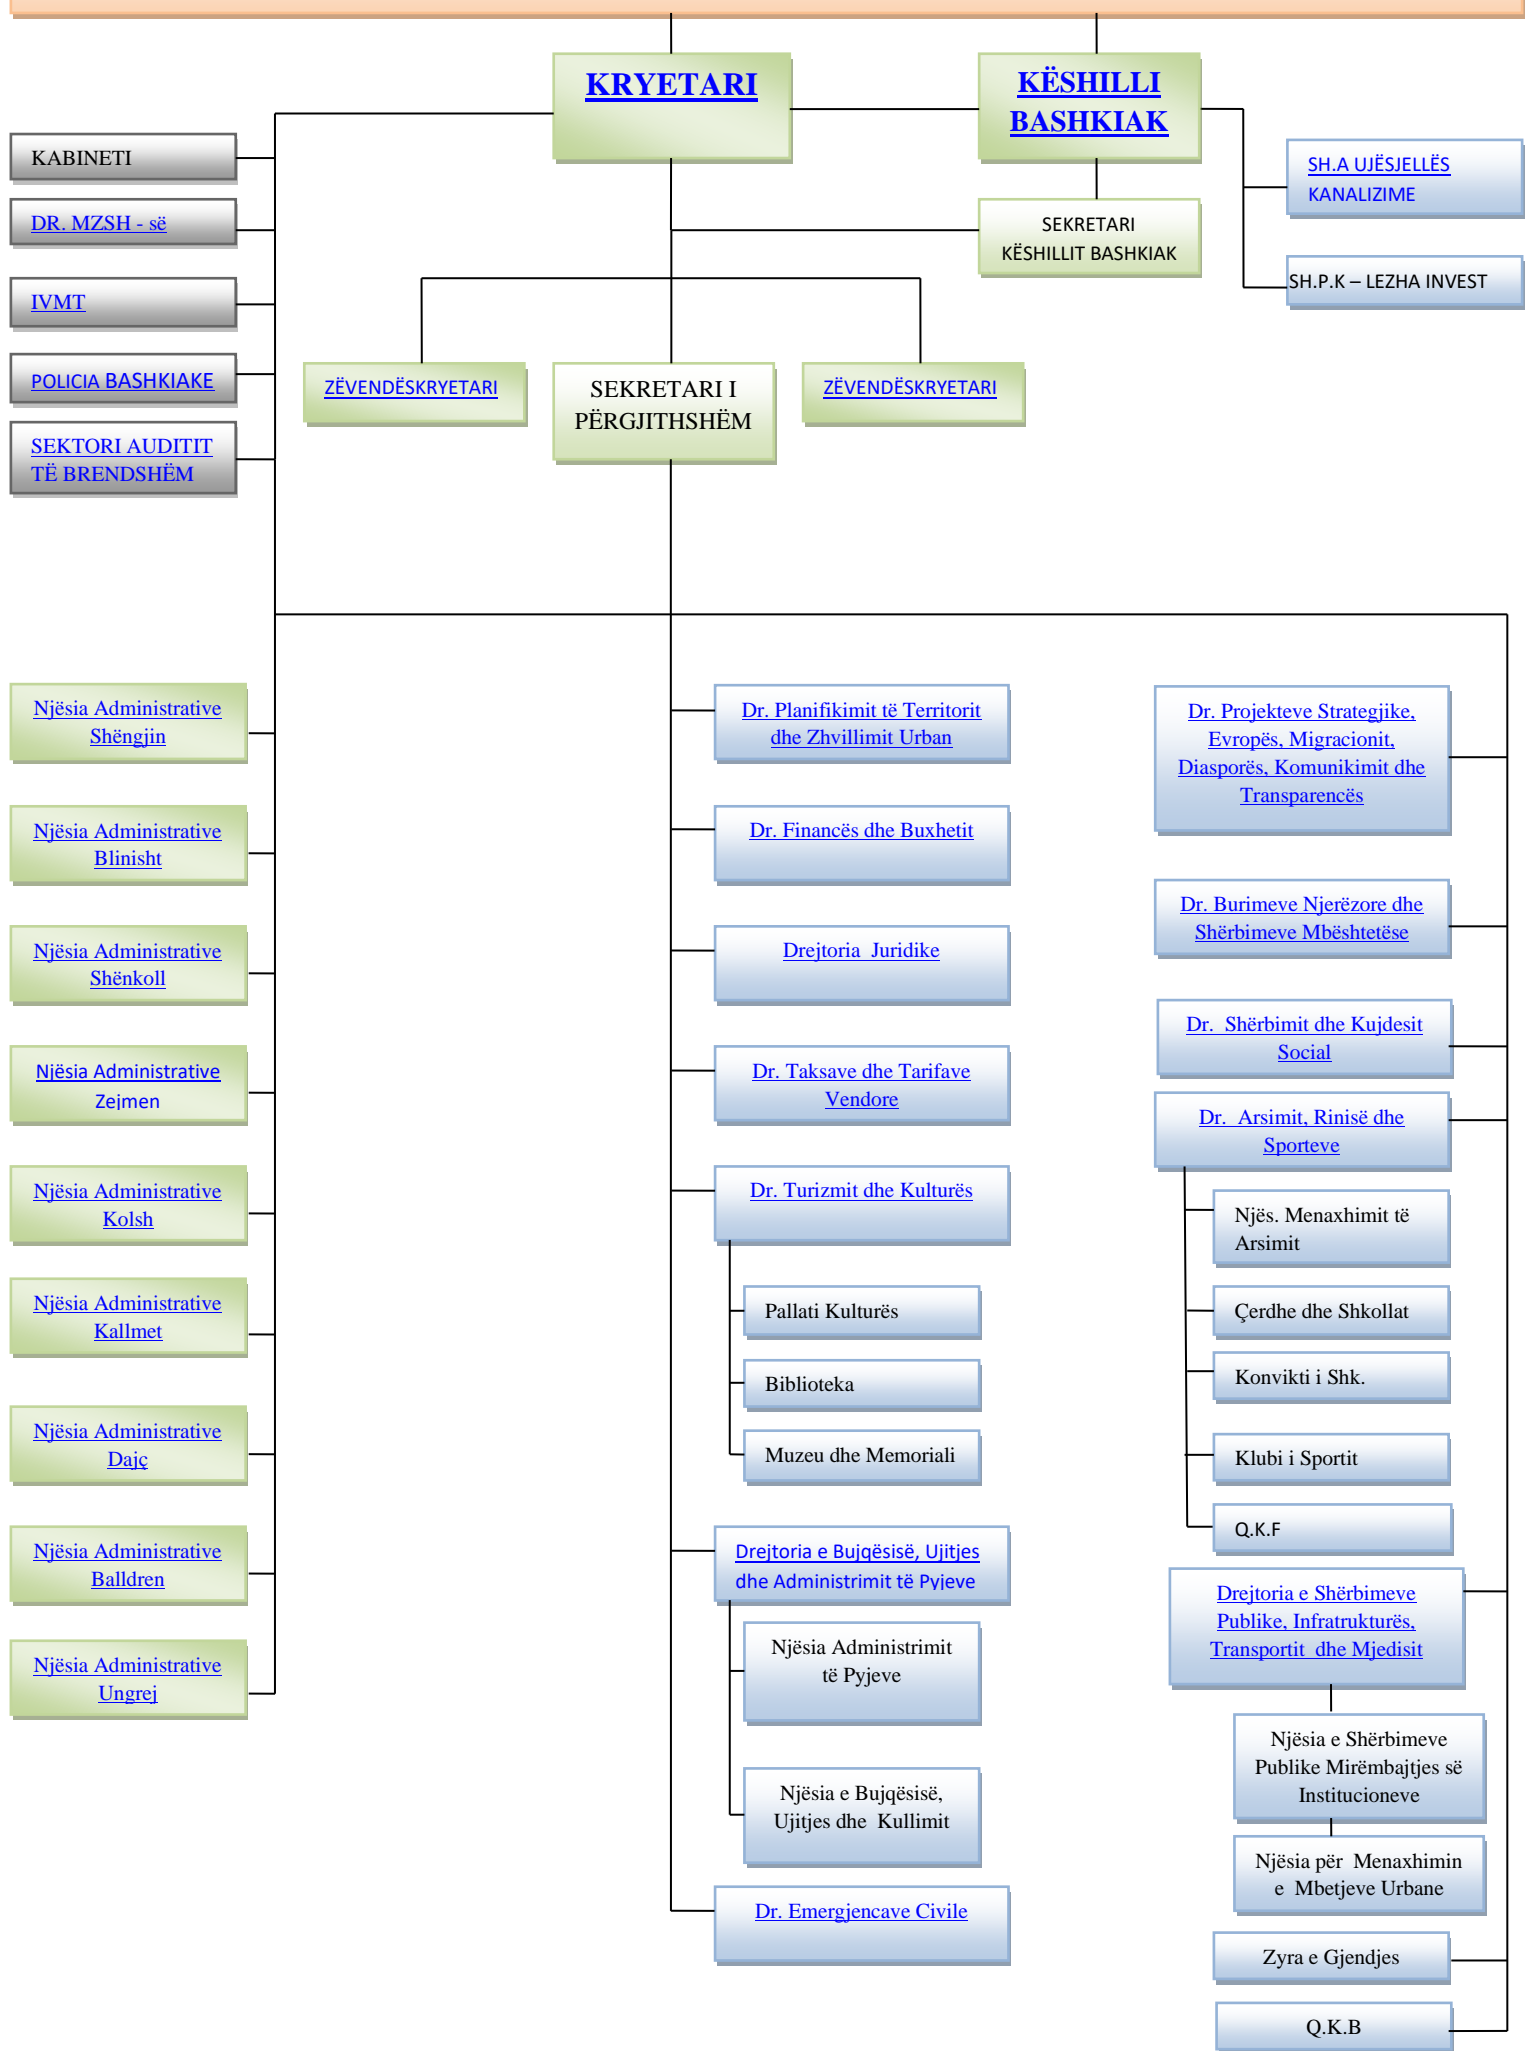 KRYETARI
KËSHILLI
BASHKIAK
KABINETI
DR. MZSH - së
IVMT
POLICIA BASHKIAKE
SEKTORI AUDITIT
TË BRENDSHËM
SH.A UJËSJELLËS
KANALIZIME
SEKRETARI
KËSHILLIT BASHKIAK
SH.P.K – LEZHA INVEST
ZËVENDËSKRYETARI
SEKRETARI I
PËRGJITHSHËM
ZËVENDËSKRYETARI
Njësia Administrative
Shëngjin
Njësia Administrative
Blinisht
Njësia Administrative
Shënkoll
Njësia Administrative
Zejmen
Njësia Administrative
Kolsh
Njësia Administrative
Kallmet
Njësia Administrative
Dajç
Njësia Administrative
Balldren
Njësia Administrative
Ungrej
Dr. Planifikimit të Territorit
dhe Zhvillimit Urban
Dr. Financës dhe Buxhetit
Drejtoria  Juridike
Dr. Taksave dhe Tarifave
Vendore
Dr. Turizmit dhe Kulturës
Pallati Kulturës
Biblioteka
Muzeu dhe Memoriali
Drejtoria e Bujqësisë, Ujitjes
dhe Administrimit të Pyjeve
Njësia Administrimit
të Pyjeve
Njësia e Bujqësisë,
Ujitjes dhe  Kullimit
Dr. Emergjencave Civile
Dr. Projekteve Strategjike,
Evropës, Migracionit,
Diasporës, Komunikimit dhe
Transparencës
Dr. Burimeve Njerëzore dhe
Shërbimeve Mbështetëse
Dr.  Shërbimit dhe Kujdesit
Social
Dr.  Arsimit, Rinisë dhe
Sporteve
Njës. Menaxhimit të
Arsimit
Çerdhe dhe Shkollat
Konvikti i Shk.
Klubi i Sportit
Q.K.F
Drejtoria e Shërbimeve
Publike, Infratrukturës,
Transportit  dhe Mjedisit
Njësia e Shërbimeve
Publike Mirëmbajtjes së
Institucioneve
Njësia për  Menaxhimin
e  Mbetjeve Urbane
Zyra e Gjendjes
Q.K.B